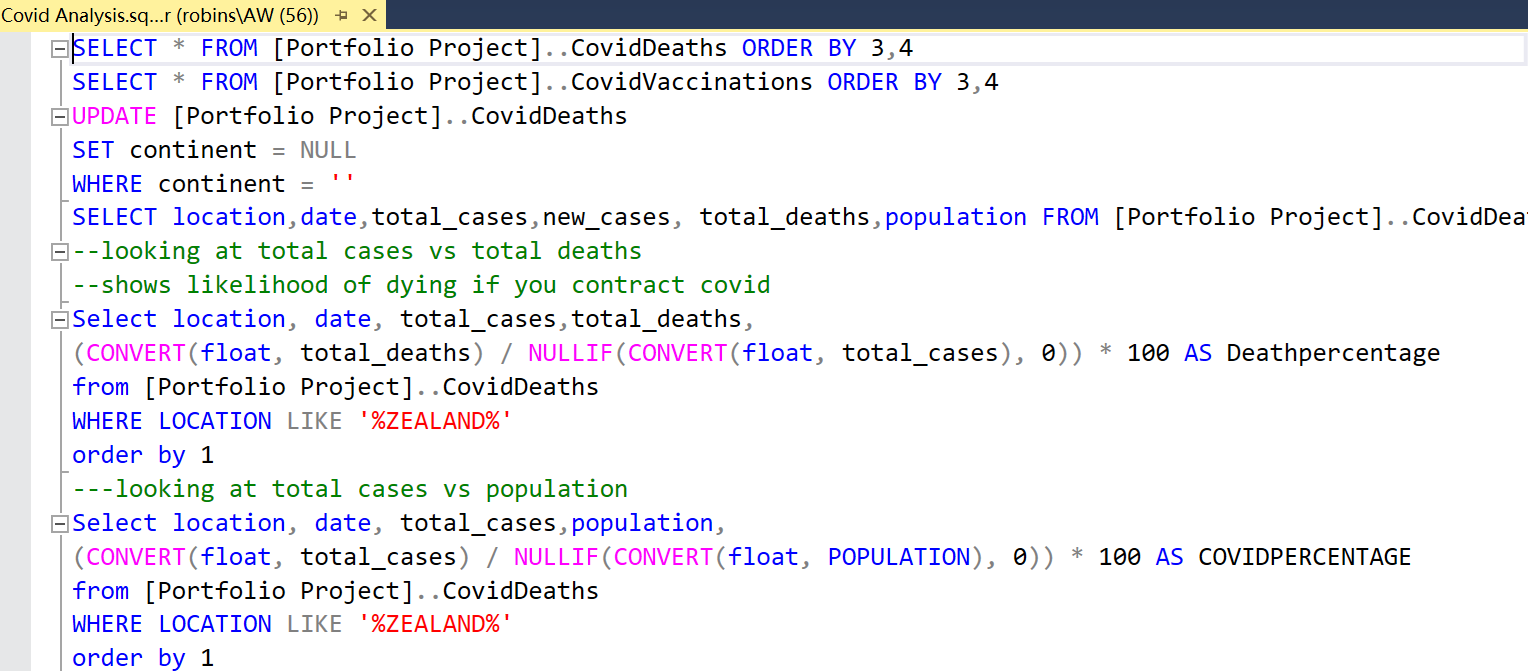 Covid Analysis.sq...r (robins\AW (56))
SELECT * FROM [Portfolio Project]..CovidDeaths ORDER BY 3,4
SELECT * FROM [Portfolio Project]..CovidVaccinations ORDER BY 3,4
UPDATE [Portfolio Project]..CovidDeaths
SET continent = NULL
WHERE continent = ''
SELECT location,date,total_cases,new_cases, total_deaths,population FROM [Portfolio Project]..CovidDea
--looking at total cases vs total deaths
--shows likelihood of dying if you contract covid
Select location, date, total_cases,total_deaths,
(CONVERT(float, total_deaths) / NULLIF(CONVERT(float, total_cases), 0)) * 100 AS Deathpercentage
from [Portfolio Project]..CovidDeaths
WHERE LOCATION LIKE '%ZEALAND%'
order by 1
---looking at total cases vs population
Select location, date, total_cases,population,
(CONVERT(float, total_cases) / NULLIF(CONVERT(float, POPULATION), 0)) * 100 AS COVIDPERCENTAGE
from [Portfolio Project]..CovidDeaths
WHERE LOCATION LIKE '%ZEALAND%'
order by 1